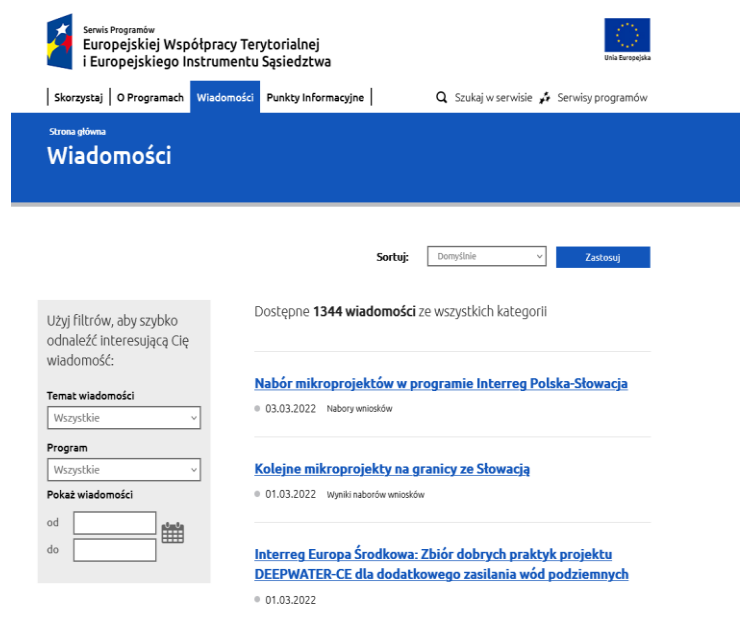 Serwis Programów
Europejskiej Współpracy Terytorialnej
i Europejskiego Instrumentu Sąsiedztwa
Unia Europejska
Skorzystaj O Programach Wiadomości Punkty Informacyjne Szukaj w serwisie Serwisy programów
Strona główna
Wiadomości
Sortuj: Domyślnie Zastosuj
Użyj filtrów, aby szybko
odnaleźć interesującą Cię
wiadomość:
Temat wiadomości
Wszystkie
Program
Wszystkie
Pokaż wiadomości
od
do
Dostępne 1344 wiadomości ze wszystkich kategorii
Nabór mikroprojektów w programie Interreg Polska-Słowacja
03.03.2022 Nabory wniosków
Kolejne mikroprojekty na granicy ze Słowacją
01.03.2022 Wyniki naborów wniosków
Interreg Europa Środkowa: Zbiór dobrych praktyk projektu
DEEPWATER-CE dla dodatkowego zasilania wód podziemnych
01.03.2022